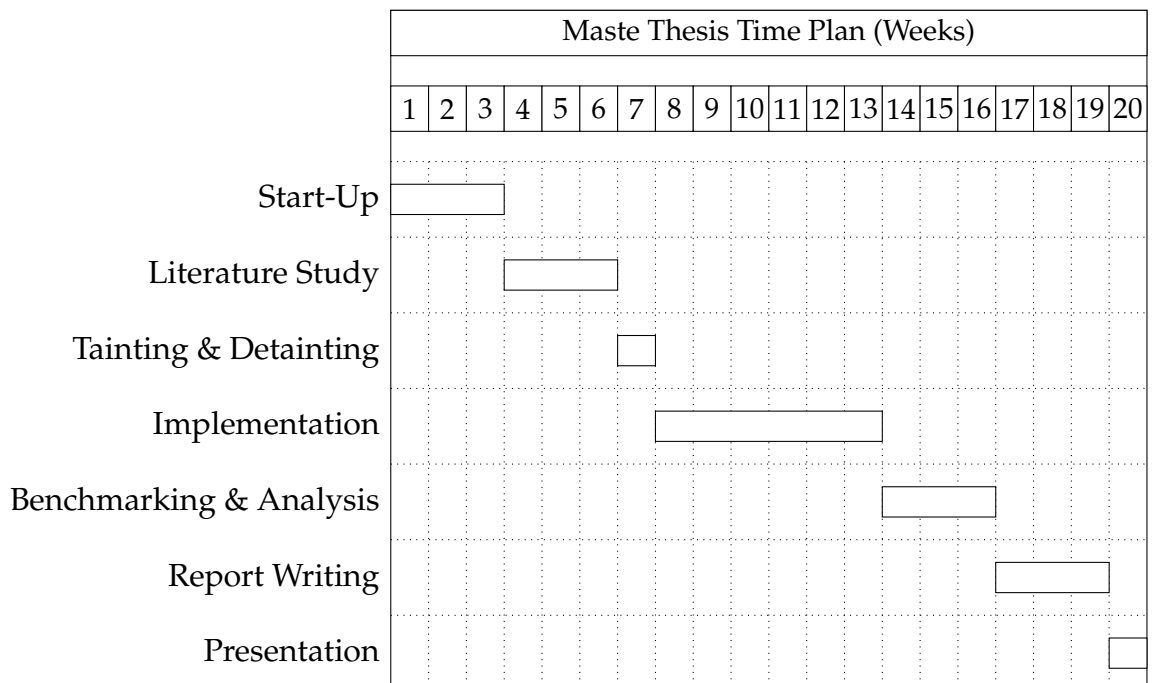 Maste Thesis Time Plan (Weeks)
1 2 3 4 5 6 7 8 9 10 11 12 13 14 15 16 17 18 19 20
Start-Up
Literature Study
Tainting & Detainting
Implementation
Benchmarking & Analysis
Report Writing
Presentation